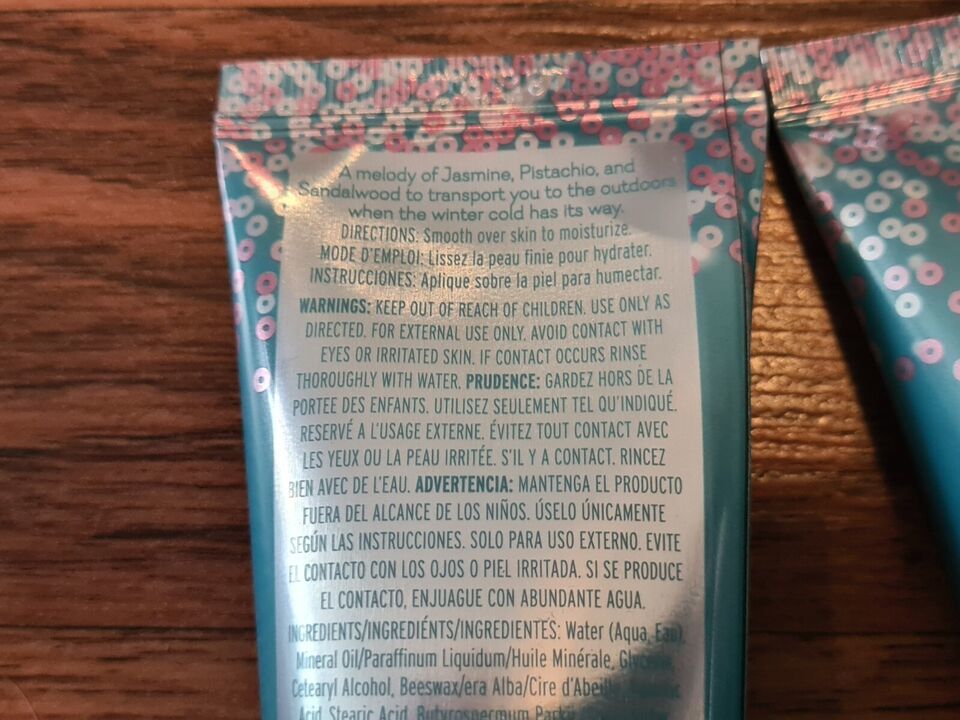 A melody of Jasmine, Pistachio, and
Sandalwood to transport you to the outdoors
when the winter cold has its way.
DIRECTIONS: Smooth over skin to moisturize.
MODE D'EMPLOI: Lissez la peau finie pour hydrater.
INSTRUCCIONES: Aplique sobre la piel para humectar.
WARNINGS: KEEP OUT OF REACH OF CHILDREN. USE ONLY AS
DIRECTED. FOR EXTERNAL USE ONLY. AVOID CONTACT WITH
EYES OR IRRITATED SKIN. IF CONTACT OCCURS RINSE
THOROUGHLY WITH WATER. PRUDENCE: GARDEZ HORS DE LA
PORTEE DES ENFANTS. UTILISEZ SEULEMENT TEL QU'INDIQUÉ.
RESERVÉ A L'USAGE EXTERNE. ÉVITEZ TOUT CONTACT AVEC
LES YEUX OU LA PEAU IRRITÉE. S'IL Y A CONTACT. RINCEZ
BIEN AVEC DE L'EAU. ADVERTENCIA: MANTENGA EL PRODUCTO
FUERA DEL ALCANCE DE LOS NIÑOS. ÚSELO ÚNICAMENTE
SEGÚN LAS INSTRUCCIONES. SOLO PARA USO EXTERNO. EVITE
EL CONTACTO CON LOS OJOS O PIEL IRRITADA. SI SE PRODUCE
EL CONTACTO, ENJUAGUE CON ABUNDANTE AGUA.
INGREDIENTS/INGREDIÉNTS/INGREDIENTES: Water (Aqua, Eau),
Mineral Oil/Paraffinum Liquidum/Huile Minérale,
Cetearyl Alcohol, Beeswax/era Alba/Cire d'Abeille,
Acid, Stearic Acid, Butyrospermum